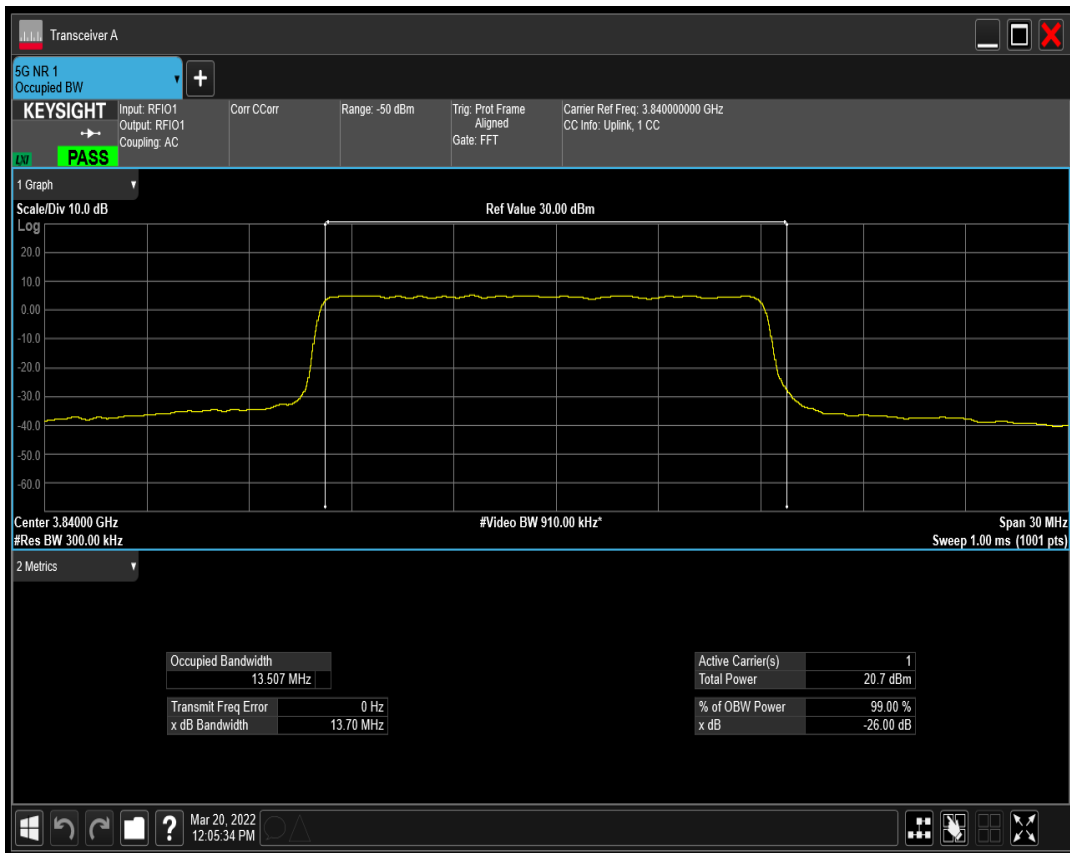 Transceiver A
5G NR 1
Occupied BW
+
KEYSIGHT
LXI
PASS
Input: RFIO1
Output: RFIO1
Coupling: AC
Corr CCorr
Range: -50 dBm
Trig: Prot Frame
Aligned
Gate: FFT
Carrier Ref Freq: 3.840000000 GHz
CC Info: Uplink, 1 CC
1 Graph
Scale/Div 10.0 dB
Ref Value 30.00 dBm
Log
20.0
10.0
0.00
-10.0
-20.0
-30.0
-40.0
-50.0
-60.0
Center 3.84000 GHz
#Video BW 910.00 kHz*
Span 30 MHz
#Res BW 300.00 kHz
Sweep 1.00 ms (1001 pts)
2 Metrics
Occupied Bandwidth
13.507 MHz
Transmit Freq Error 0 Hz
x dB Bandwidth 13.70 MHz
Active Carrier(s) 1
Total Power 20.7 dBm
% of OBW Power 99.00 %
x dB -26.00 dB
?
Mar 20, 2022
12:05:34 PM